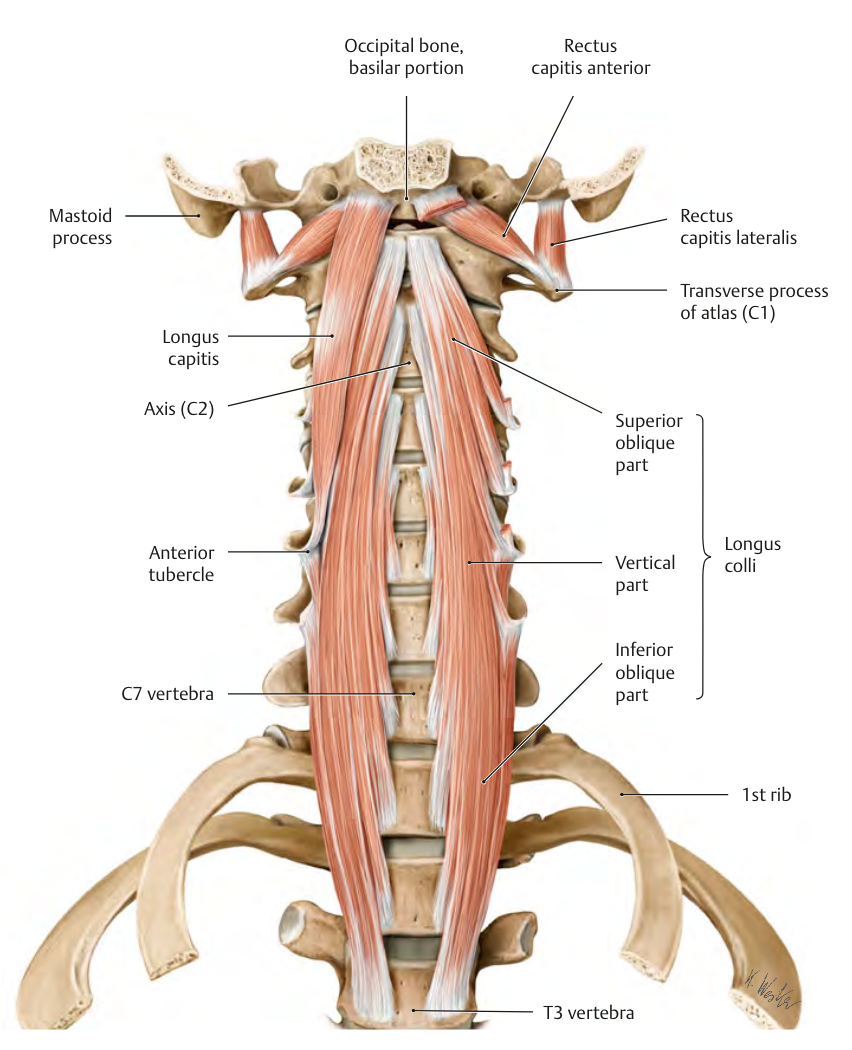 Occipital bone,
basilar portion
Rectus
capitis anterior
Mastoid
process
Rectus
capitis lateralis
Transverse process
of atlas (C1)
Longus
capitis
Axis (C2)
Superior
oblique
part
Anterior
tubercle
Vertical
part
Longus
colli
Inferior
oblique
part
C7 vertebra
1st rib
K. Wesker
T3 vertebra